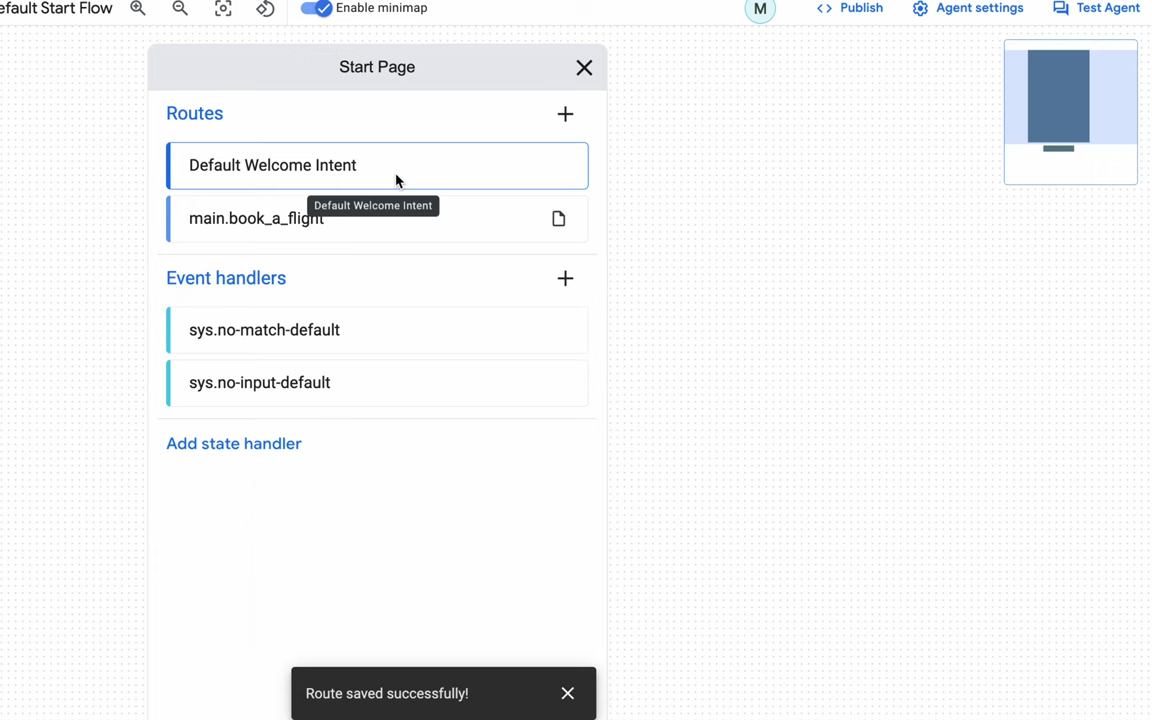 efault Start Flow
Enable minimap
M
Publish
Agent settings
Test Agent
Start Page
Routes
Default Welcome Intent
Default Welcome Intent
main.book_a_flight
Event handlers
sys.no-match-default
sys.no-input-default
Add state handler
Route saved successfully!